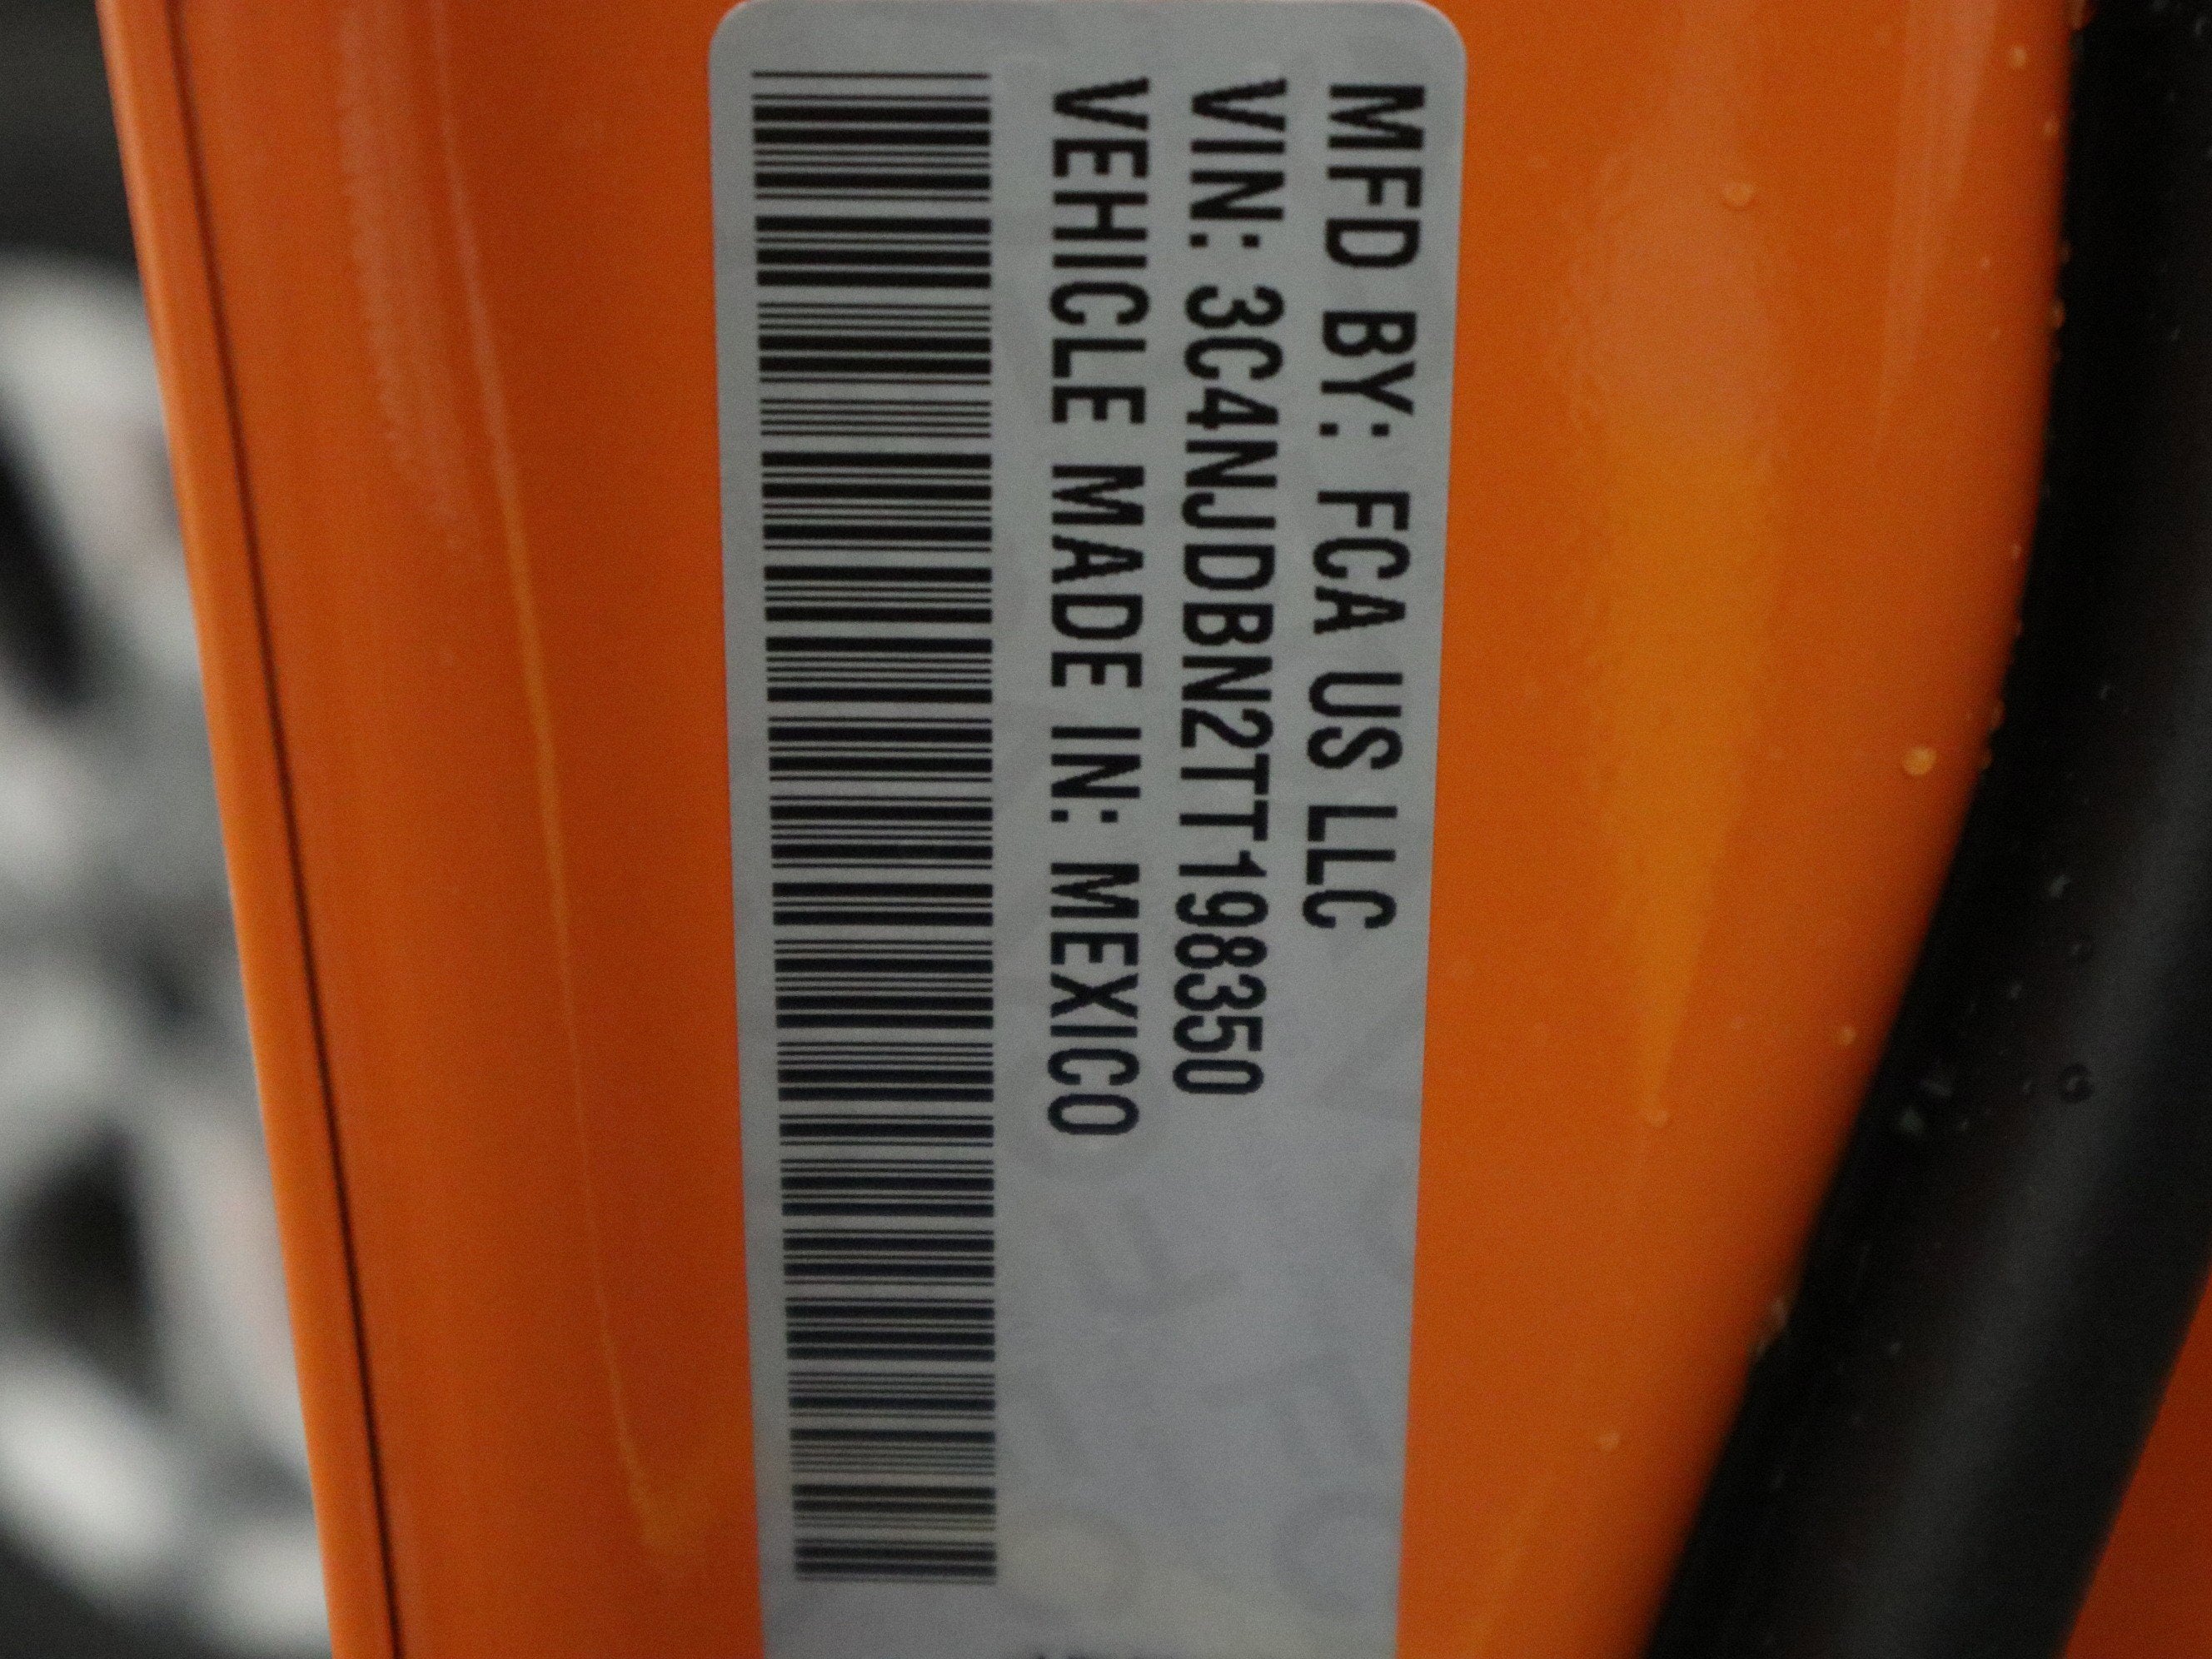 MFD BY: FCA US LLC
VIN: 3C4NJDBN2TT198350
VEHICLE MADE IN: MEXICO